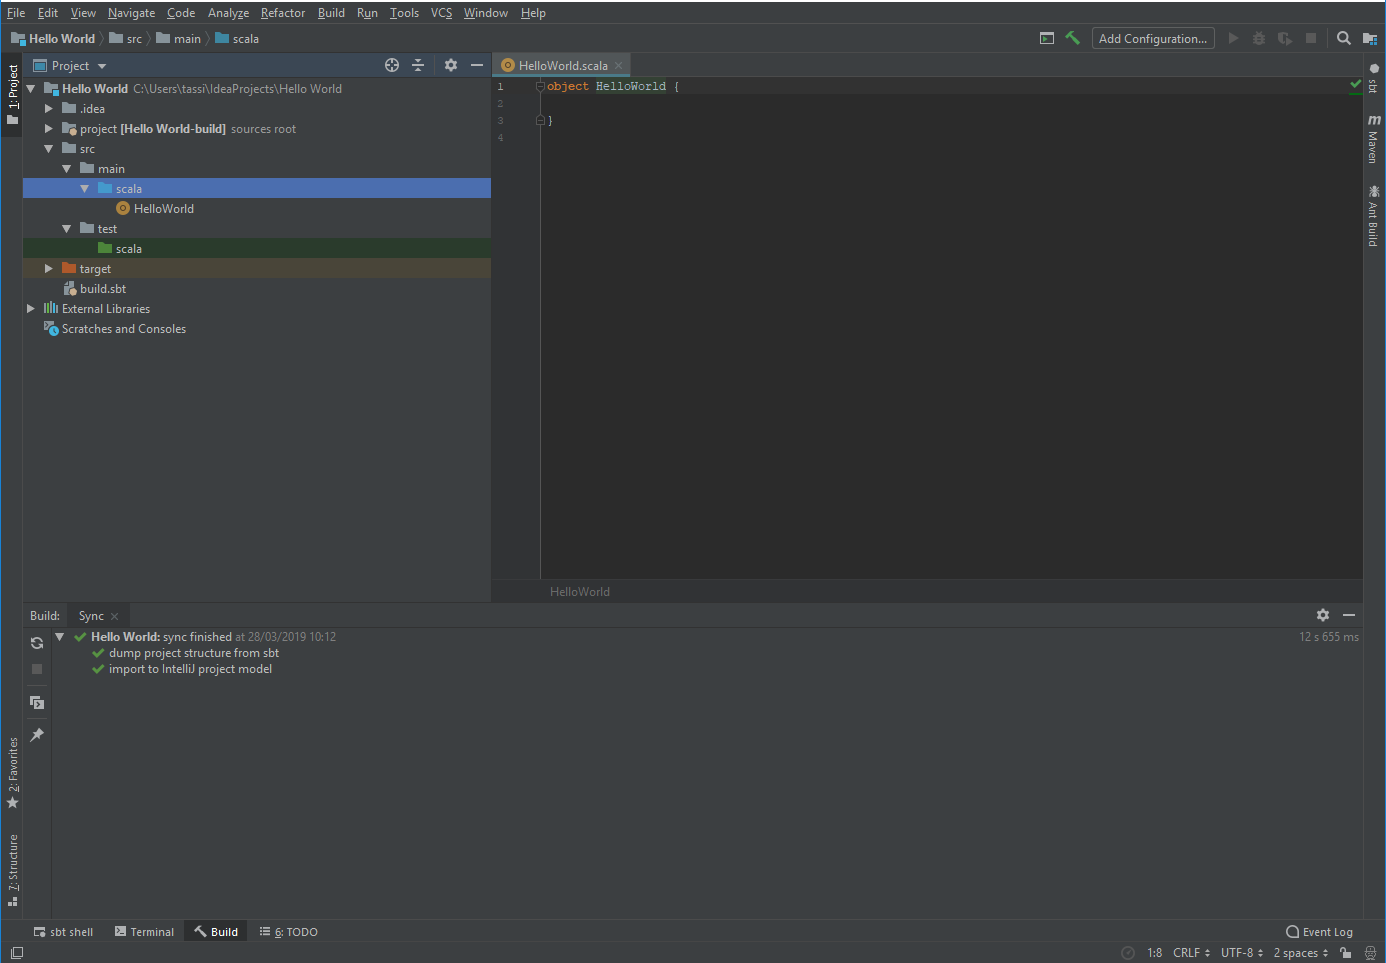 File Edit View Navigate Code Analyze Refactor Build Run Tools VCS Window Help
Hello World src main scala Add Configuration...
1: Project
Project
HelloWorld.scala
Hello World C:\Users\tassi\IdeaProjects\Hello World
.idea
project [Hello World-build] sources root
src
main
scala
HelloWorld
test
scala
target
build.sbt
External Libraries
Scratches and Consoles
1 object HelloWorld {
2
3 }
4
HelloWorld
sbt
m
Maven
Ant Build
Build: Sync
Hello World: sync finished at 28/03/2019 10:12 12 s 655 ms
dump project structure from sbt
import to IntelliJ project model
2: Favorites
7: Structure
sbt shell Terminal Build 6: TODO Event Log
1:8 CRLF UTF-8 2 spaces